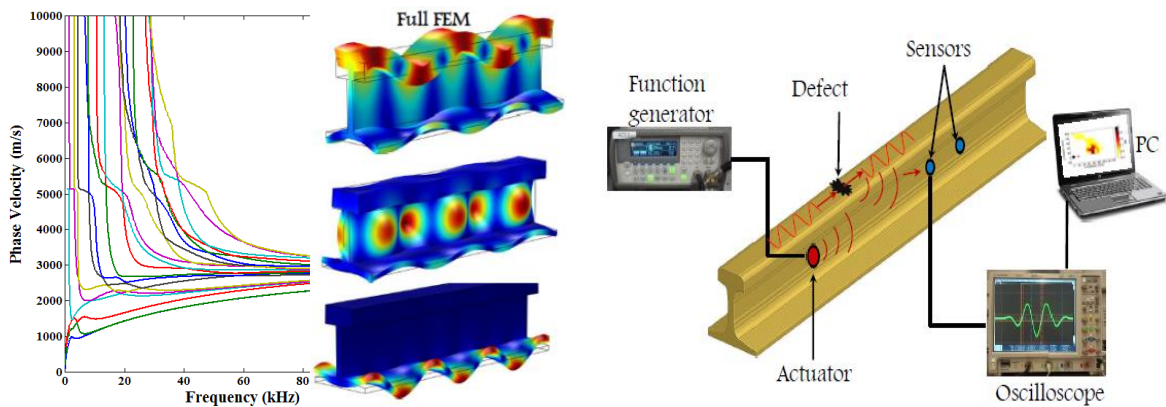 10000
9000
8000
7000
6000
5000
4000
3000
2000
1000
0
Phase Velocity (m/s)
0
20
40
60
80
Frequency (kHz)
Full FEM
Function
generator
Defect
Sensors
PC
Actuator
Oscilloscope